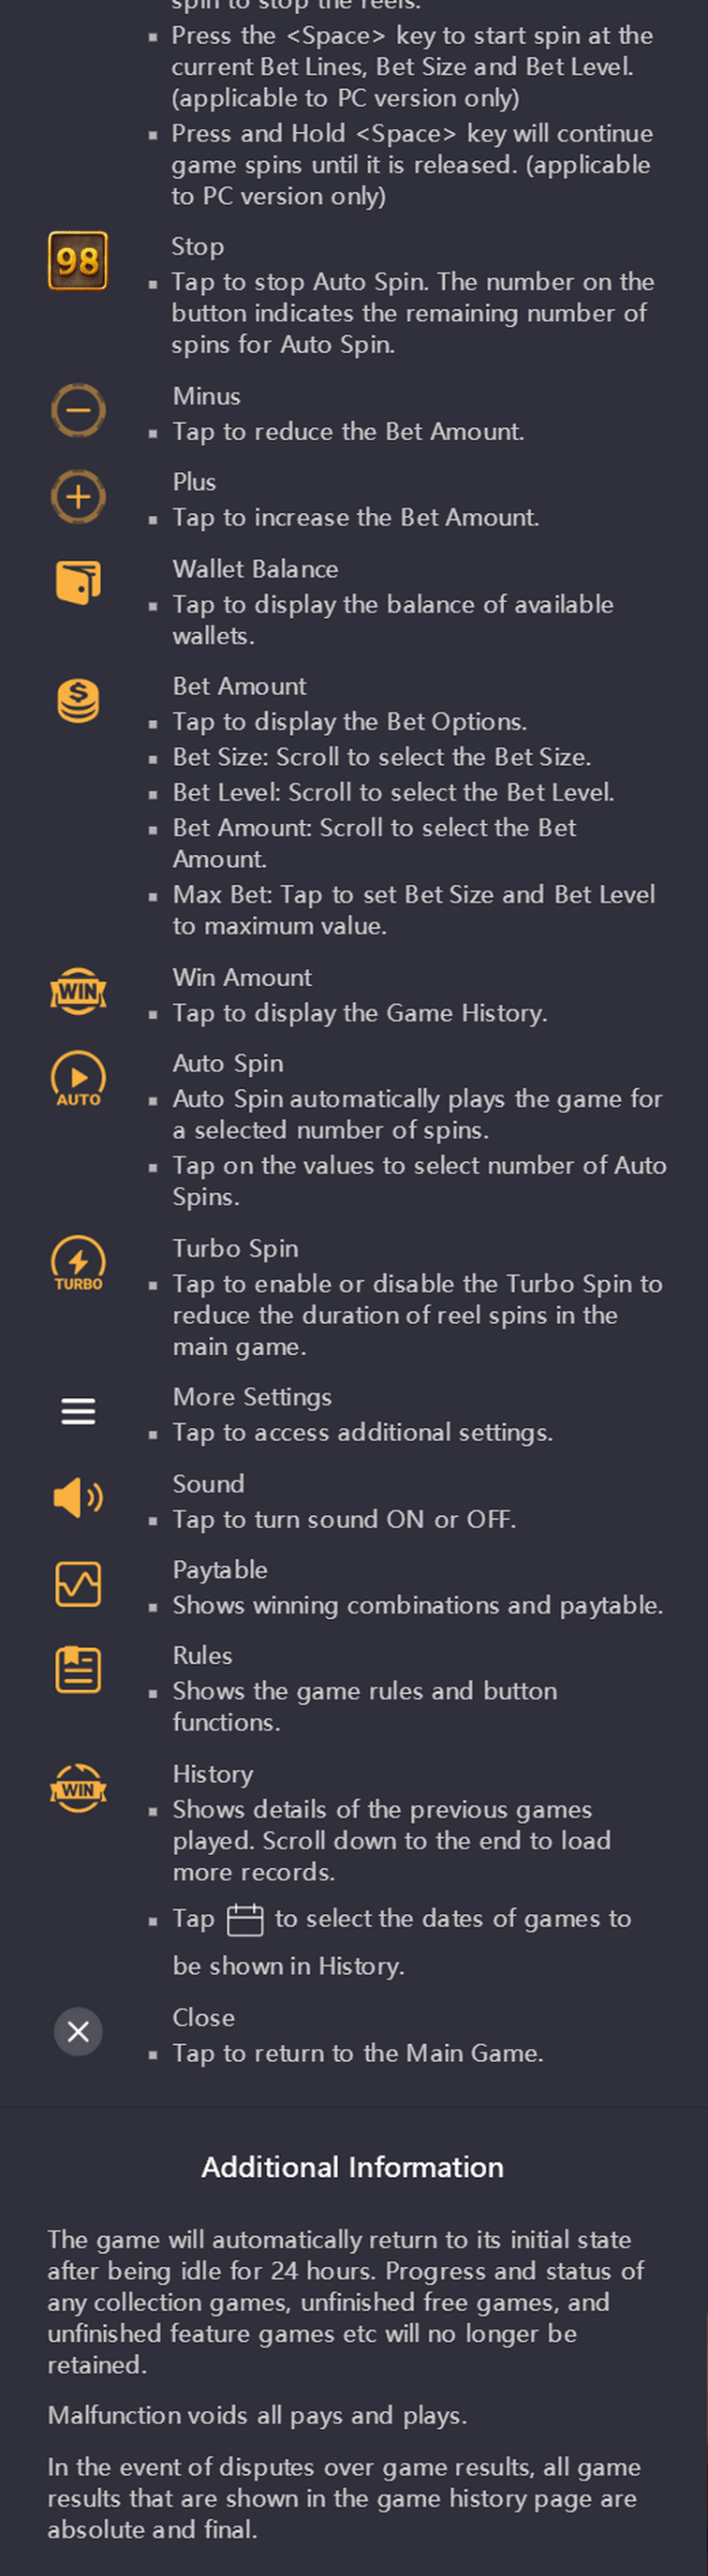 spin to stop the reels.
▪ Press the <Space> key to start spin at the
current Bet Lines, Bet Size and Bet Level.
(applicable to PC version only)
▪ Press and Hold <Space> key will continue
game spins until it is released. (applicable
to PC version only)
98
Stop
▪ Tap to stop Auto Spin. The number on the
button indicates the remaining number of
spins for Auto Spin.
Minus
▪ Tap to reduce the Bet Amount.
Plus
▪ Tap to increase the Bet Amount.
Wallet Balance
▪ Tap to display the balance of available
wallets.
$
Bet Amount
▪ Tap to display the Bet Options.
▪ Bet Size: Scroll to select the Bet Size.
▪ Bet Level: Scroll to select the Bet Level.
▪ Bet Amount: Scroll to select the Bet
Amount.
▪ Max Bet: Tap to set Bet Size and Bet Level
to maximum value.
WIN
Win Amount
▪ Tap to display the Game History.
AUTO
Auto Spin
▪ Auto Spin automatically plays the game for
a selected number of spins.
▪ Tap on the values to select number of Auto
Spins.
TURBO
Turbo Spin
▪ Tap to enable or disable the Turbo Spin to
reduce the duration of reel spins in the
main game.
More Settings
▪ Tap to access additional settings.
Sound
▪ Tap to turn sound ON or OFF.
Paytable
▪ Shows winning combinations and paytable.
Rules
▪ Shows the game rules and button
functions.
WIN
History
▪ Shows details of the previous games
played. Scroll down to the end to load
more records.
▪ Tap to select the dates of games to
be shown in History.
Close
▪ Tap to return to the Main Game.
Additional Information
The game will automatically return to its initial state
after being idle for 24 hours. Progress and status of
any collection games, unfinished free games, and
unfinished feature games etc will no longer be
retained.
Malfunction voids all pays and plays.
In the event of disputes over game results, all game
results that are shown in the game history page are
absolute and final.